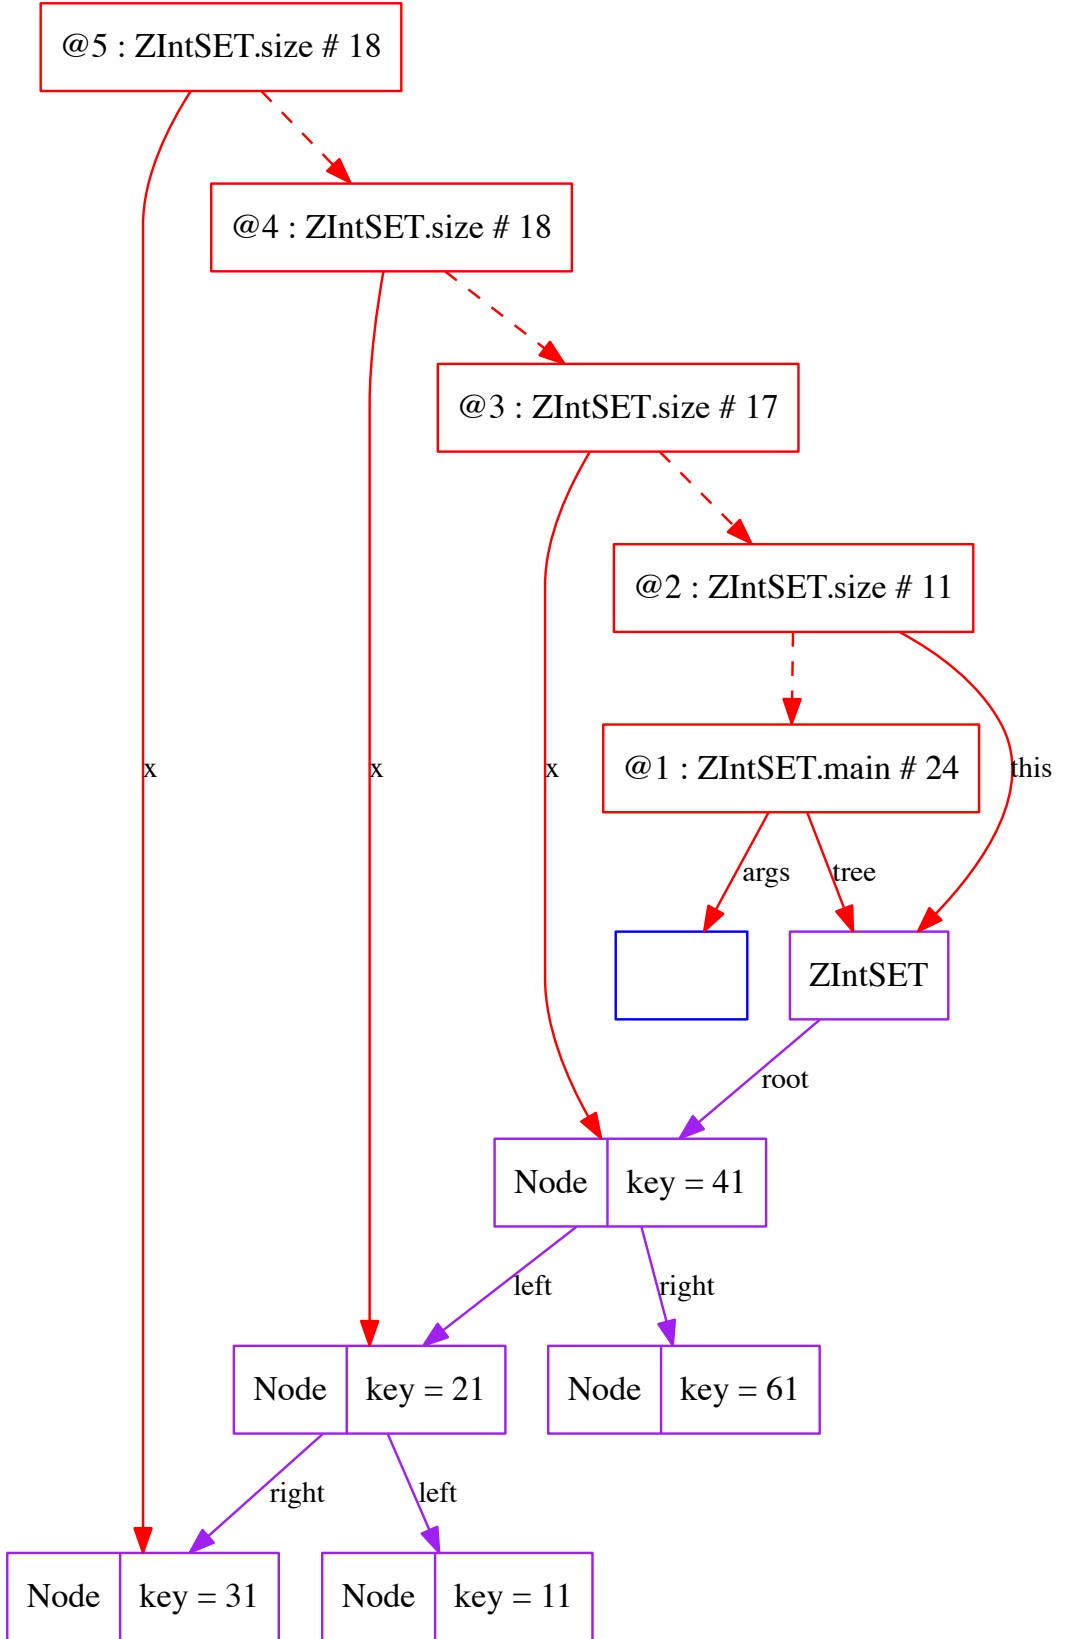 @5 : ZIntSET.size # 18
@4 : ZIntSET.size # 18
@3 : ZIntSET.size # 17
@2 : ZIntSET.size # 11
x
x
x
@1 : ZIntSET.main # 24
this
args
tree
ZIntSET
root
Node
key = 41
left
right
Node
key = 21
Node
key = 61
right
left
Node
key = 31
Node
key = 11